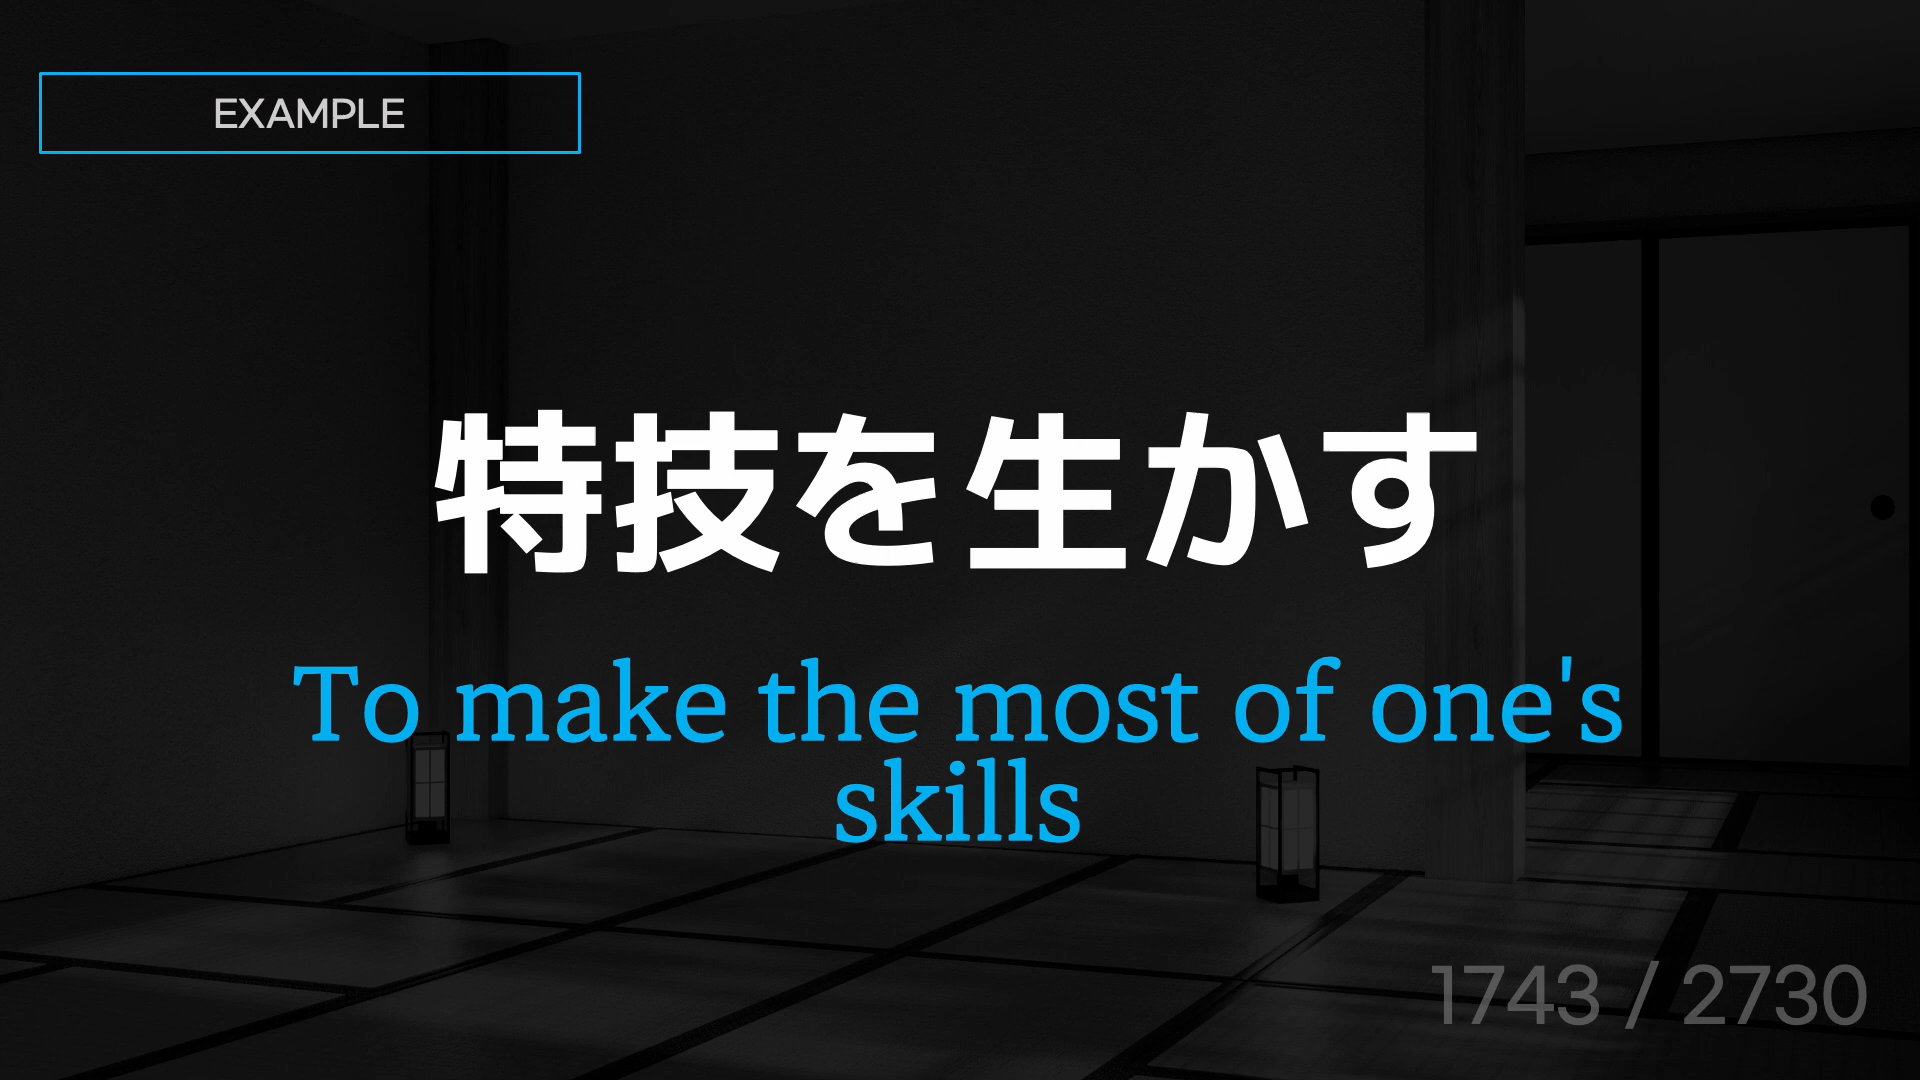 EXAMPLE
特技を生かす
To make the most of one's
skills
1743 / 2730